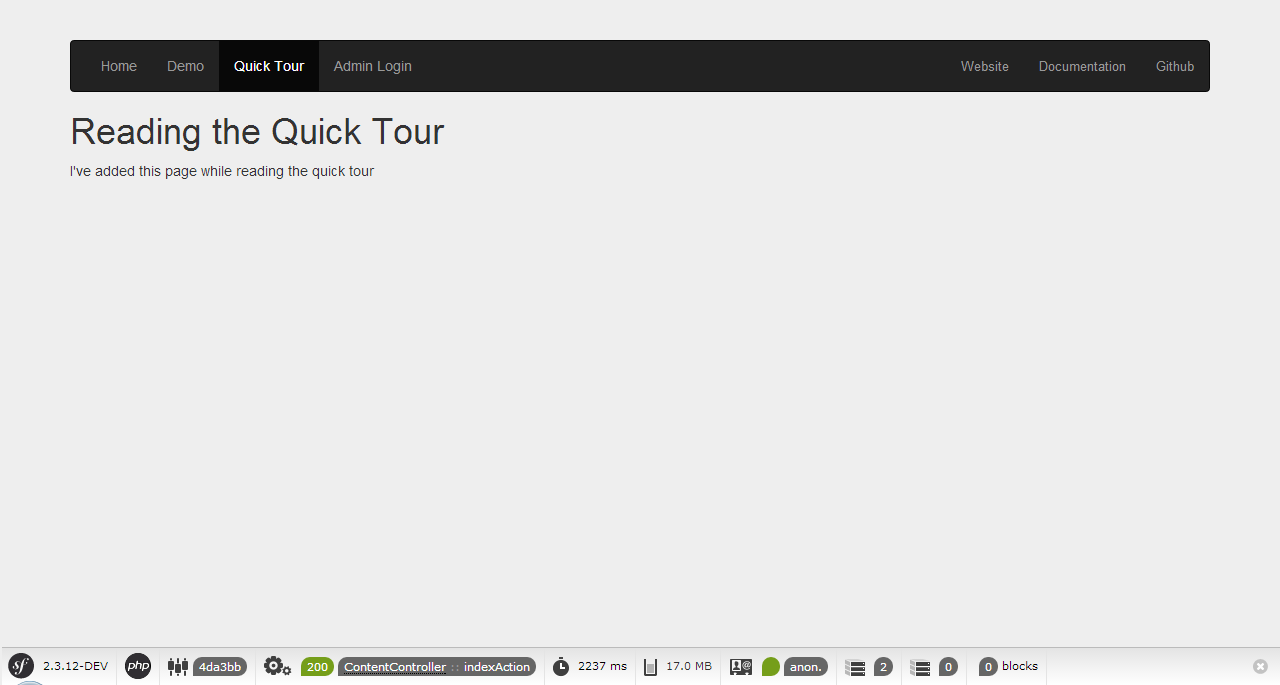 Home Demo Quick Tour Admin Login Website Documentation Github
Reading the Quick Tour
I've added this page while reading the quick tour
sf 2.3.12-DEV php 4da3bb 200 ContentController :: indexAction 2237 ms 17.0 MB anon. 2 0 0 blocks